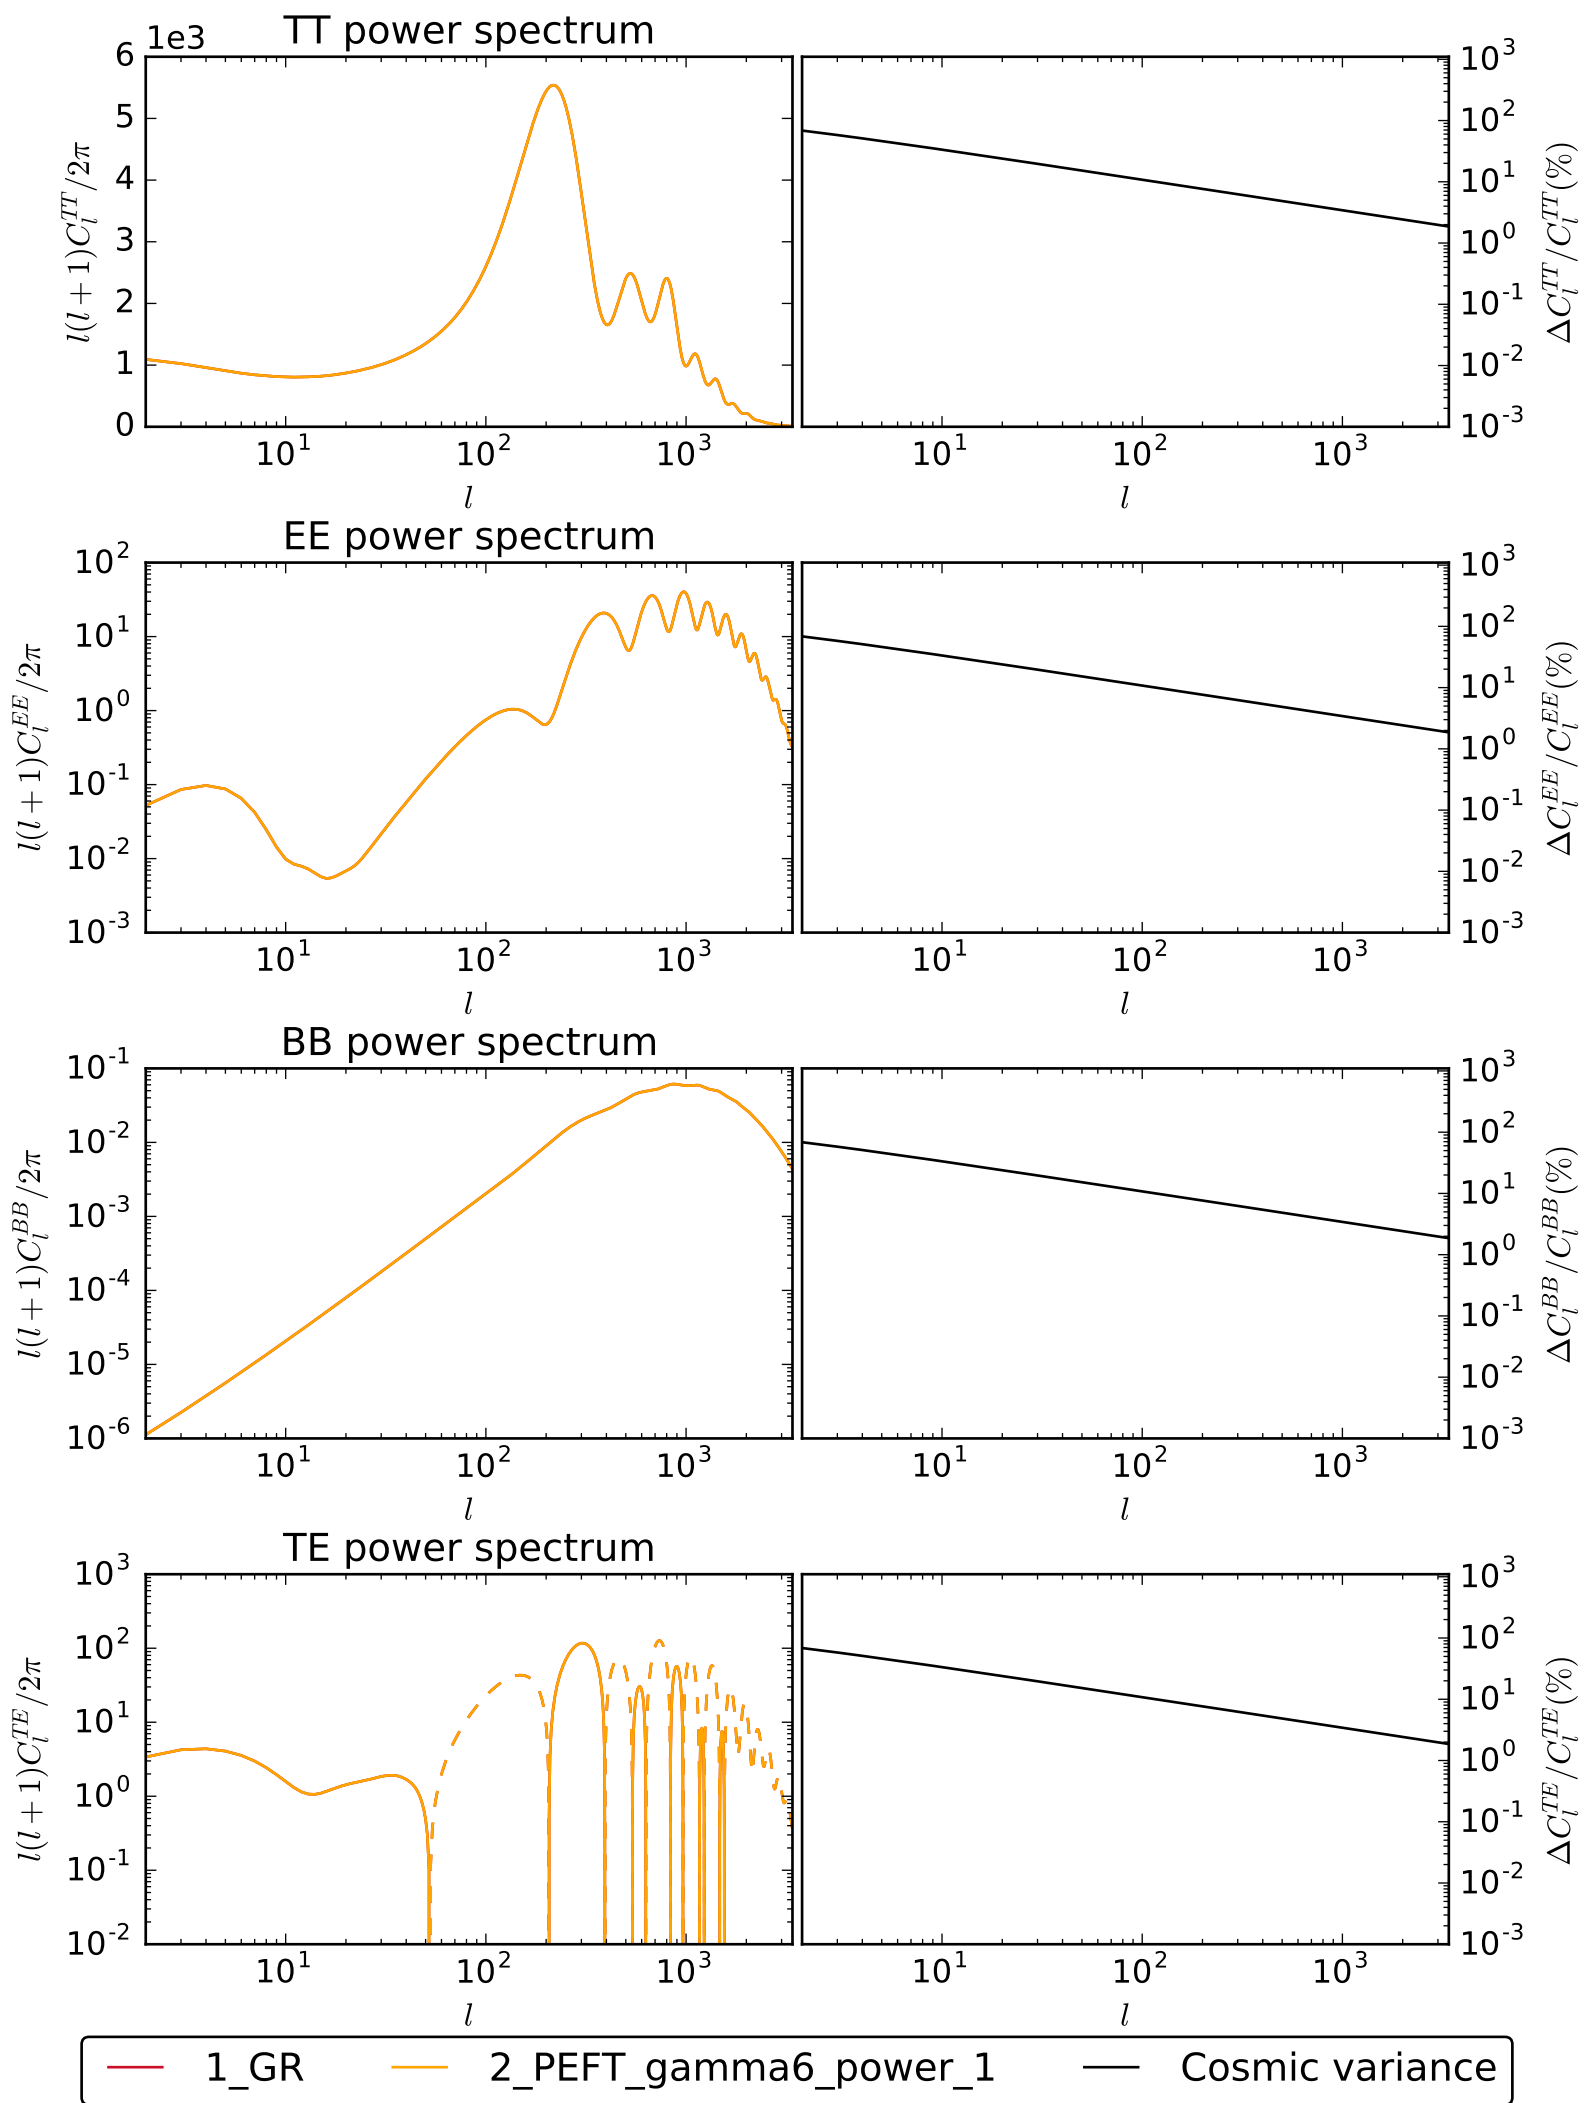 TT power spectrum
1e3
6
5
4
3
2
1
0
l(l+1)C_l^{TT}/2π
10^1 10^2 10^3
l
10^3
10^2
10^1
10^0
10^-1
10^-2
10^-3
ΔC_l^{TT}/C_l^{TT}(%)
10^1 10^2 10^3
l
EE power spectrum
10^2
10^1
10^0
10^-1
10^-2
10^-3
l(l+1)C_l^{EE}/2π
10^1 10^2 10^3
l
10^3
10^2
10^1
10^0
10^-1
10^-2
10^-3
ΔC_l^{EE}/C_l^{EE}(%)
10^1 10^2 10^3
l
BB power spectrum
10^-1
10^-2
10^-3
10^-4
10^-5
10^-6
l(l+1)C_l^{BB}/2π
10^1 10^2 10^3
l
10^3
10^2
10^1
10^0
10^-1
10^-2
10^-3
ΔC_l^{BB}/C_l^{BB}(%)
10^1 10^2 10^3
l
TE power spectrum
10^3
10^2
10^1
10^0
10^-1
10^-2
l(l+1)C_l^{TE}/2π
10^1 10^2 10^3
l
10^3
10^2
10^1
10^0
10^-1
10^-2
10^-3
ΔC_l^{TE}/C_l^{TE}(%)
10^1 10^2 10^3
l
1_GR 2_PEFT_gamma6_power_1 Cosmic variance